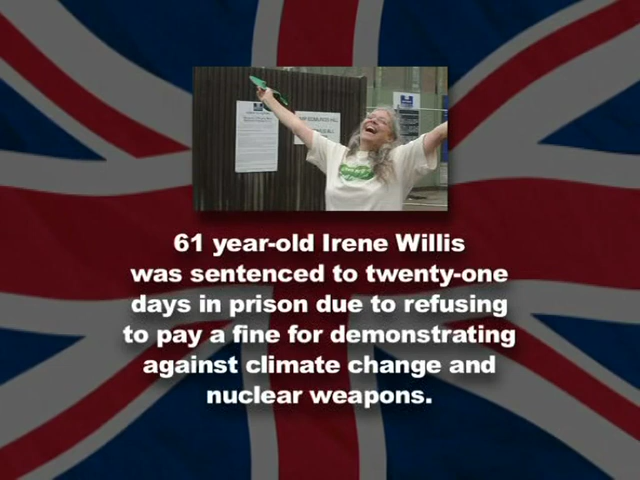 61 year-old Irene Willis
was sentenced to twenty-one
days in prison due to refusing
to pay a fine for demonstrating
against climate change and
nuclear weapons.